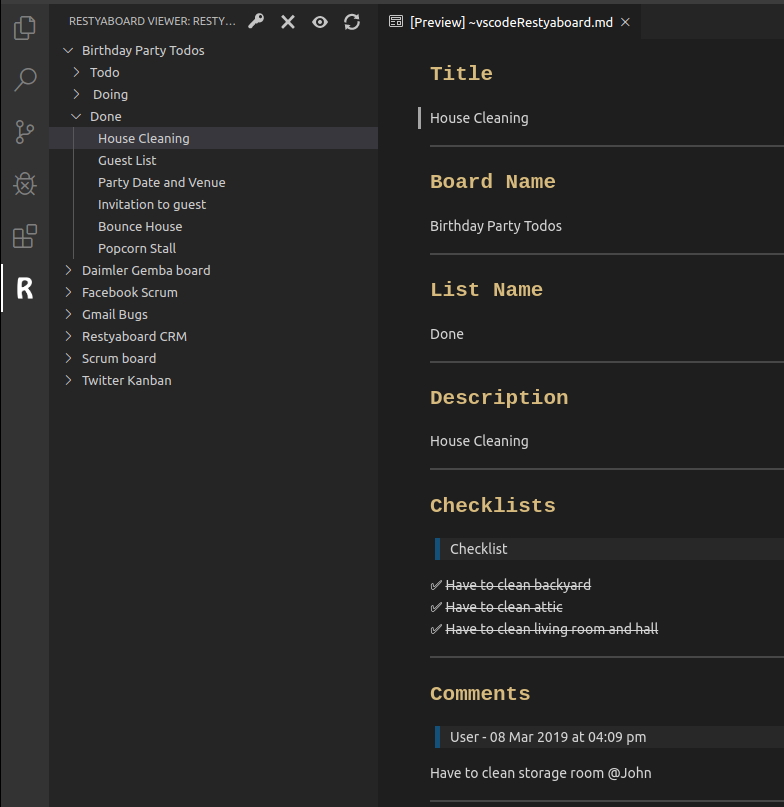 RESTYABOARD VIEWER: RESTY...
Birthday Party Todos
Todo
Doing
Done
House Cleaning
Guest List
Party Date and Venue
Invitation to guest
Bounce House
Popcorn Stall
Daimler Gemba board
Facebook Scrum
Gmail Bugs
Restyaboard CRM
Scrum board
Twitter Kanban
R
[Preview] ~vscodeRestyaboard.md
Title
House Cleaning
Board Name
Birthday Party Todos
List Name
Done
Description
House Cleaning
Checklists
Checklist
✅ Have to clean backyard
✅ Have to clean attic
✅ Have to clean living room and hall
Comments
User - 08 Mar 2019 at 04:09 pm
Have to clean storage room @John